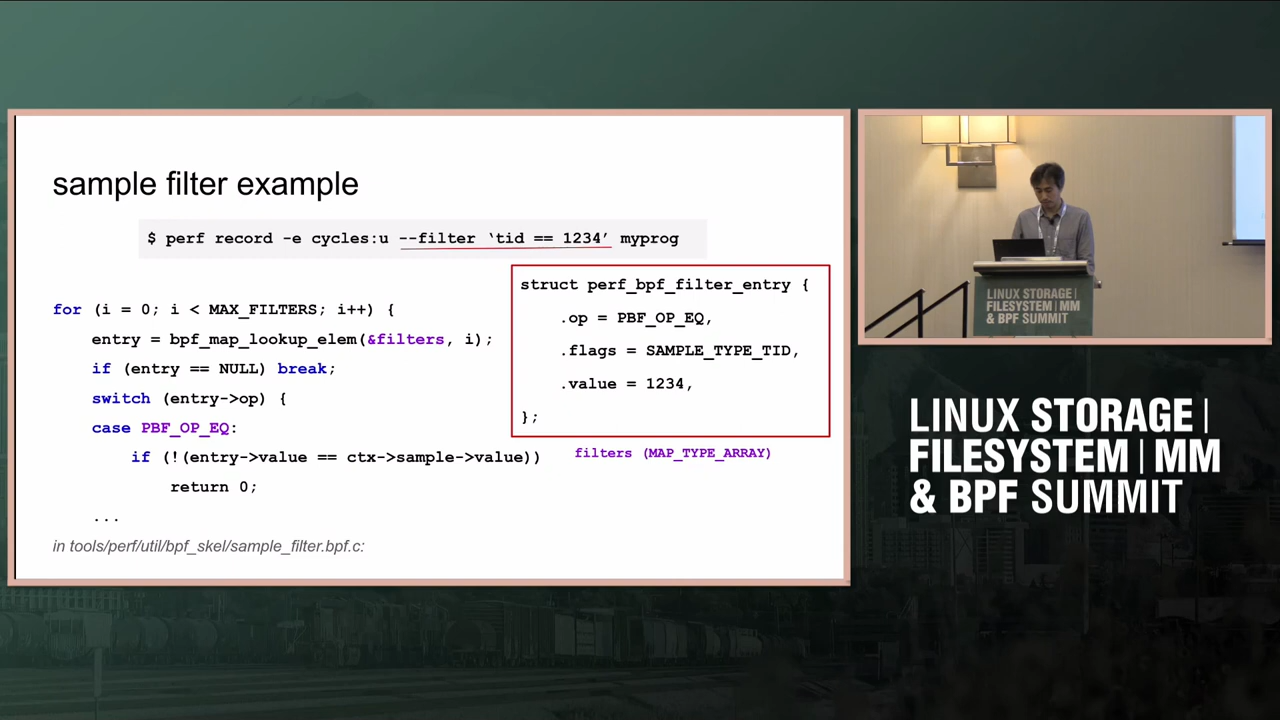 sample filter example
$ perf record -e cycles:u --filter ‘tid == 1234’ myprog
for (i = 0; i < MAX_FILTERS; i++) {
entry = bpf_map_lookup_elem(&filters, i);
if (entry == NULL) break;
switch (entry->op) {
case PBF_OP_EQ:
if (!(entry->value == ctx->sample->value))
return 0;
...
in tools/perf/util/bpf_skel/sample_filter.bpf.c:
struct perf_bpf_filter_entry {
.op = PBF_OP_EQ,
.flags = SAMPLE_TYPE_TID,
.value = 1234,
};
filters (MAP_TYPE_ARRAY)
LINUX STORAGE |
FILESYSTEM | MM
& BPF SUMMIT
LINUX STORAGE |
FILESYSTEM | MM
& BPF SUMMIT